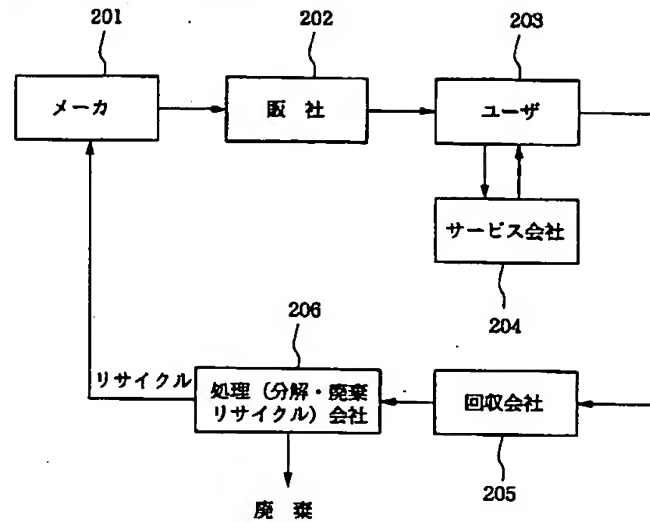 201
202
203
メーカ
販 社
ユーザ
サービス会社
204
206
リサイクル
処理(分解・廃棄
リサイクル)会社
回収会社
205
廃 棄